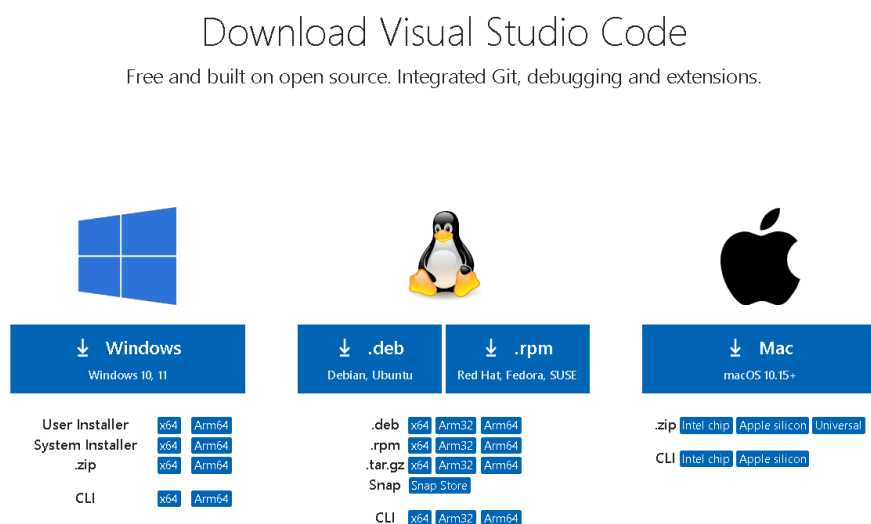 Download Visual Studio Code
Free and built on open source. Integrated Git, debugging and extensions.
Windows
Windows 10, 11
User Installer x64 Arm64
System Installer x64 Arm64
.zip x64 Arm64
CLI x64 Arm64
.deb
Debian, Ubuntu
.rpm
Red Hat, Fedora, SUSE
.deb x64 Arm32 Arm64
.rpm x64 Arm32 Arm64
.tar.gz x64 Arm32 Arm64
Snap Snap Store
CLI x64 Arm32 Arm64
Mac
macOS 10.15+
.zip Intel chip Apple silicon Universal
CLI Intel chip Apple silicon